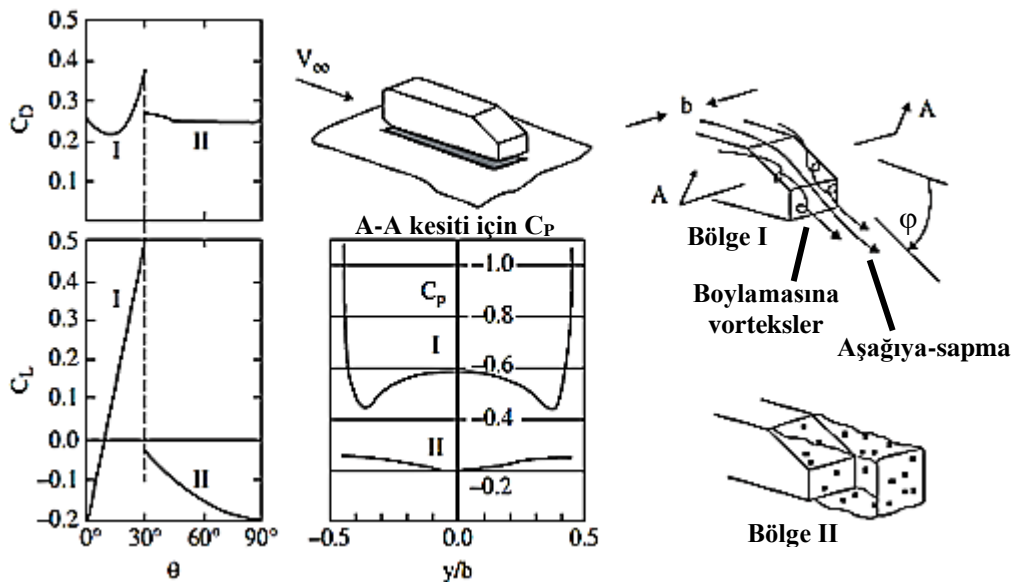 0.5
0.4
0.3
0.2
0.1
C_D
I
II
V∞
A-A kesiti için C_P
b
A
A
φ
Bölge I
Boylamasına
vorteksler
Aşağıya-sapma
0.5
0.4
0.3
0.2
0.1
0.0
−0.1
−0.2
C_L
I
II
0° 30° 60° 90°
θ
−1.0
C_p
−0.8
I
−0.6
−0.4
II
−0.2
−0.5 0.0 0.5
y/b
Bölge II